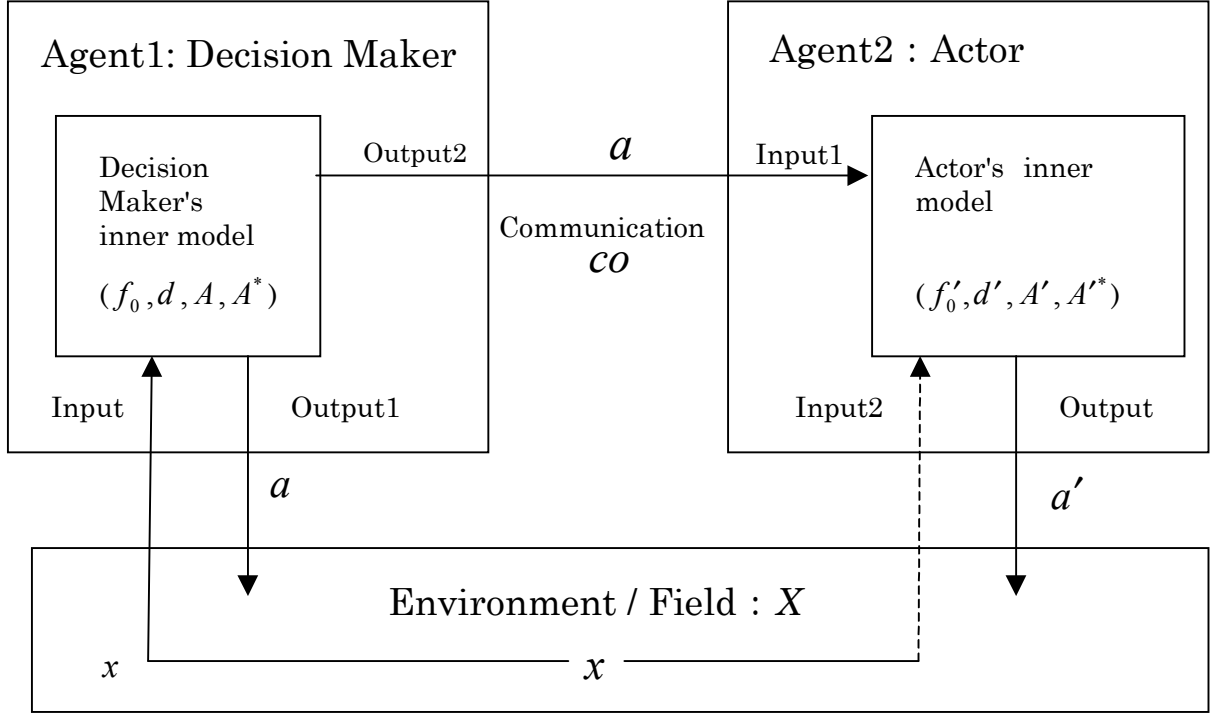 Agent1: Decision Maker
Agent2 : Actor
Decision
Maker's
inner model
(f₀,d,A,A*)
Output2
a
Input1
Communication
co
Actor's inner
model
(f₀′,d′,A′,A′*)
Input
Output1
Input2
Output
a
a′
Environment / Field : X
x
x